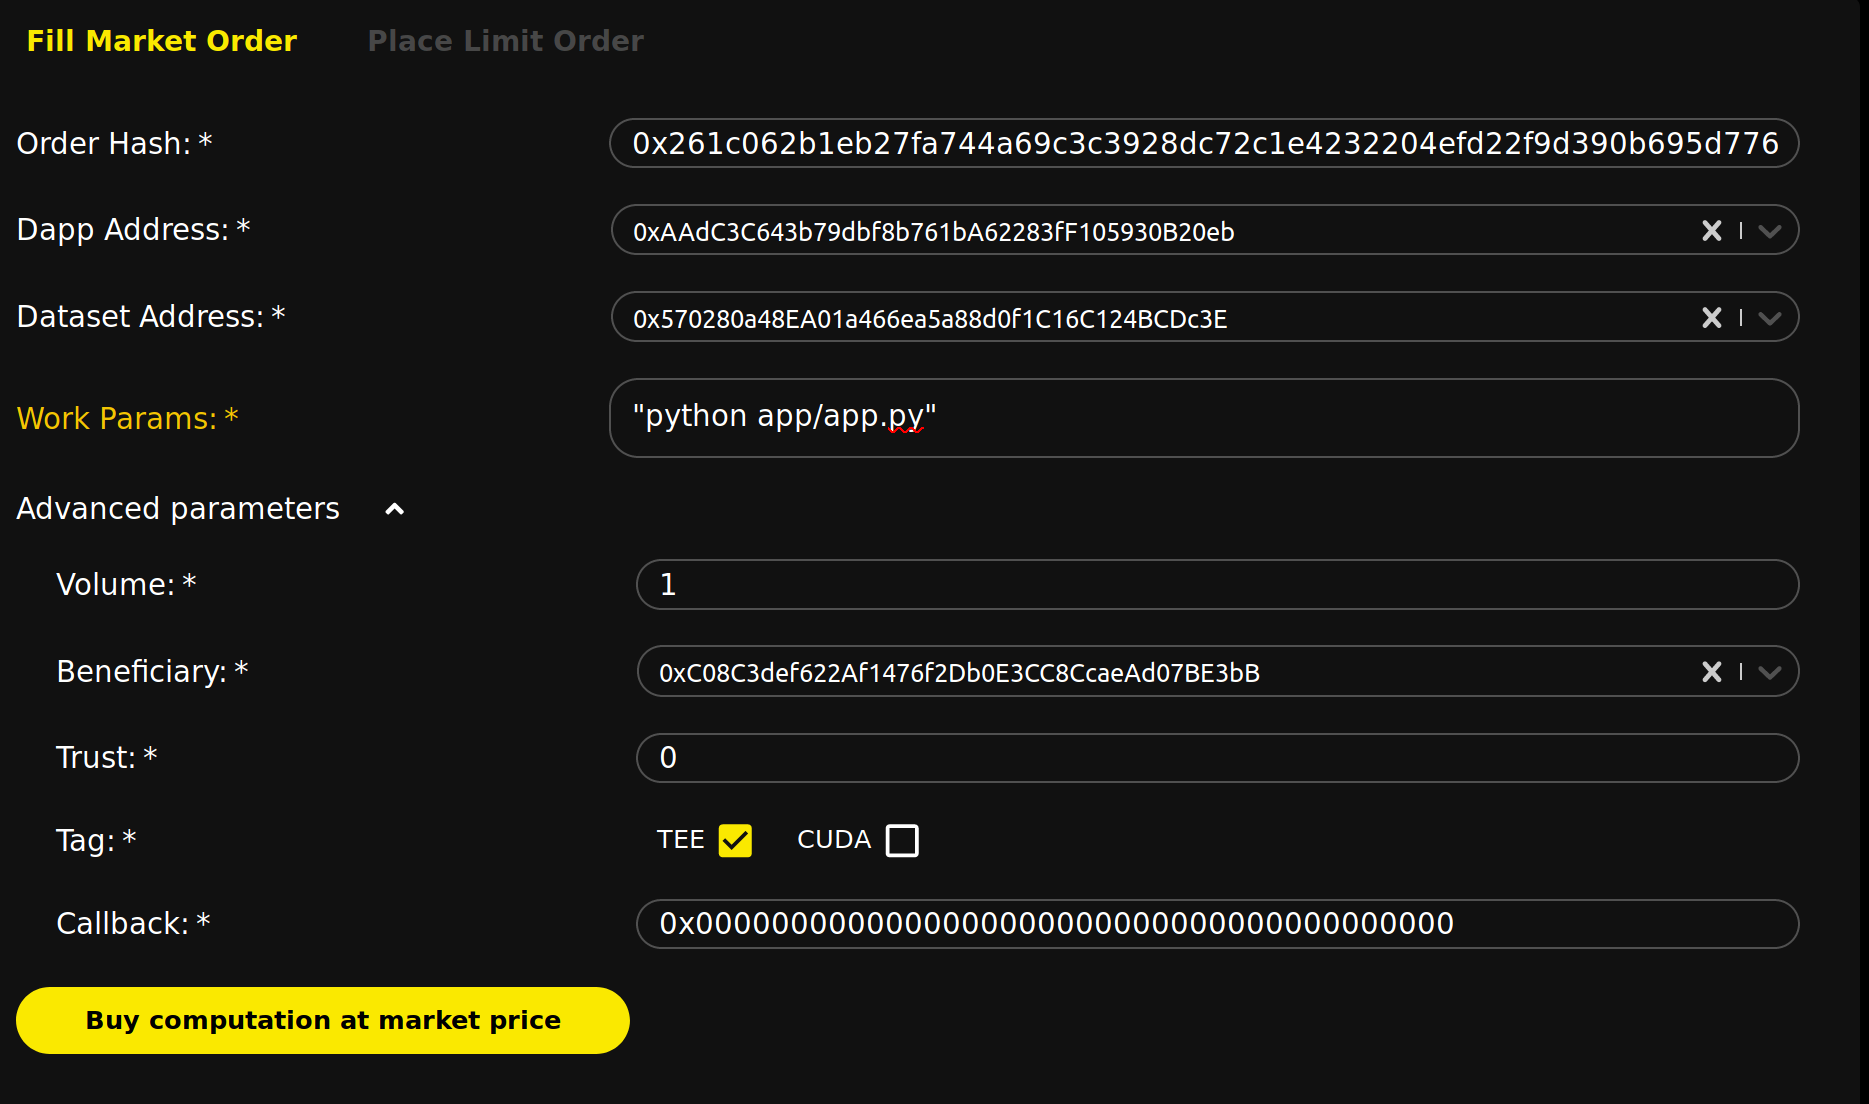 Fill Market Order Place Limit Order
Order Hash: * 0x261c062b1eb27fa744a69c3c3928dc72c1e4232204efd22f9d390b695d776
Dapp Address: * 0xAAdC3C643b79dbf8b761bA62283fF105930B20eb
Dataset Address: * 0x570280a48EA01a466ea5a88d0f1C16C124BCDc3E
Work Params: * "python app/app.py"
Advanced parameters
Volume: * 1
Beneficiary: * 0xC08C3def622Af1476f2Db0E3CC8CcaeAd07BE3bB
Trust: * 0
Tag: * TEE CUDA
Callback: * 0x0000000000000000000000000000000000000000
Buy computation at market price